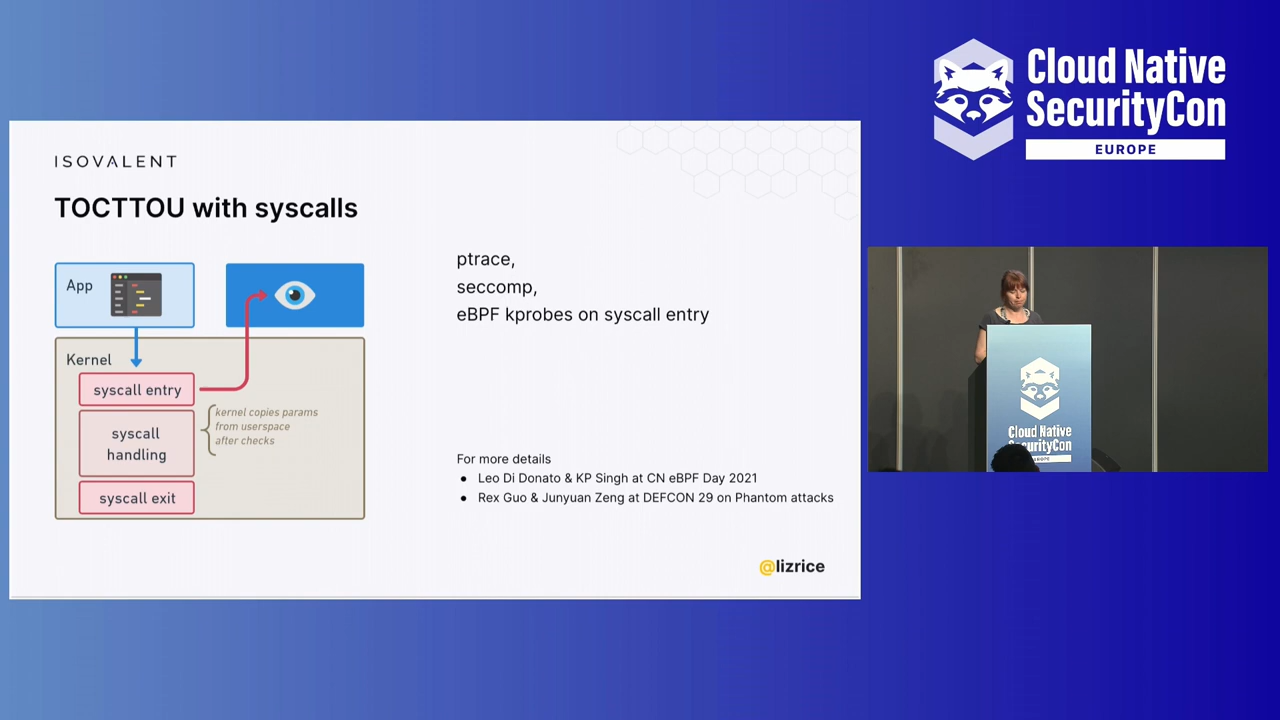 Cloud Native
SecurityCon
EUROPE
ISOVALENT
TOCTTOU with syscalls
App
Kernel
syscall entry
syscall
handling
syscall exit
kernel copies params
from userspace
after checks
ptrace,
seccomp,
eBPF kprobes on syscall entry
For more details
● Leo Di Donato & KP Singh at CN eBPF Day 2021
● Rex Guo & Junyuan Zeng at DEFCON 29 on Phantom attacks
@lizrice
Cloud Native
SecurityCon
EUROPE